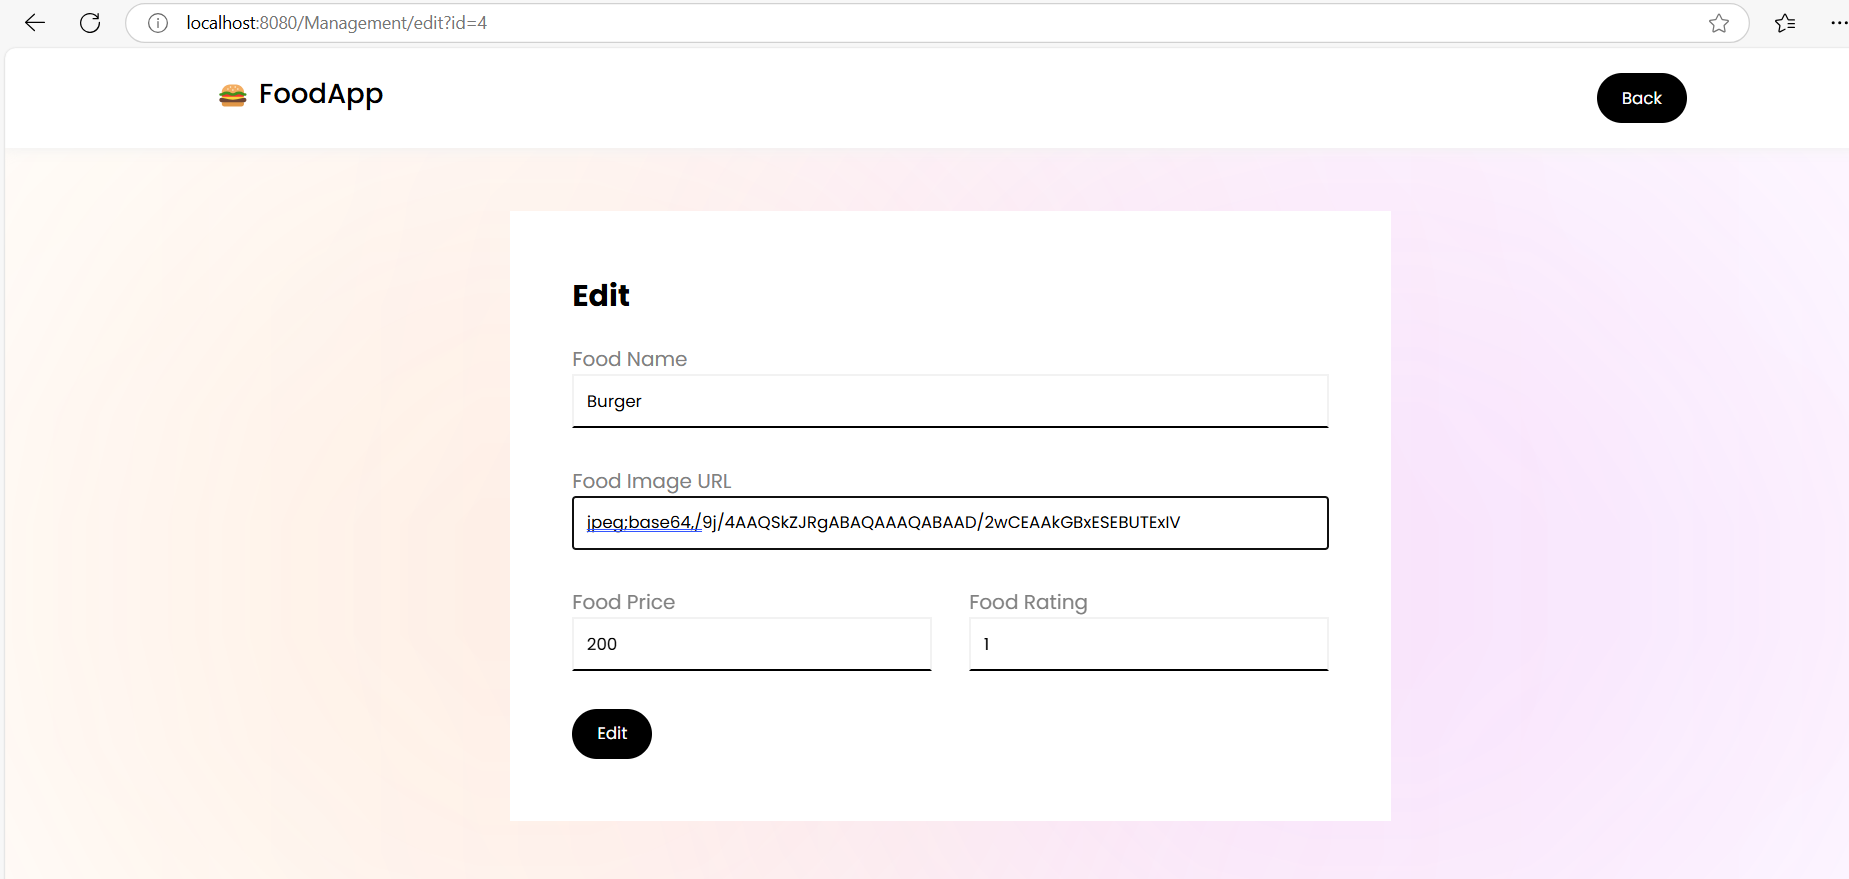 localhost:8080/Management/edit?id=4
FoodApp
Back
Edit
Food Name
Burger
Food Image URL
jpeg;base64,/9j/4AAQSkZJRgABAQAAAQABAAD/2wCEAAkGBxESEBUTExIV
Food Price
Food Rating
200
1
Edit